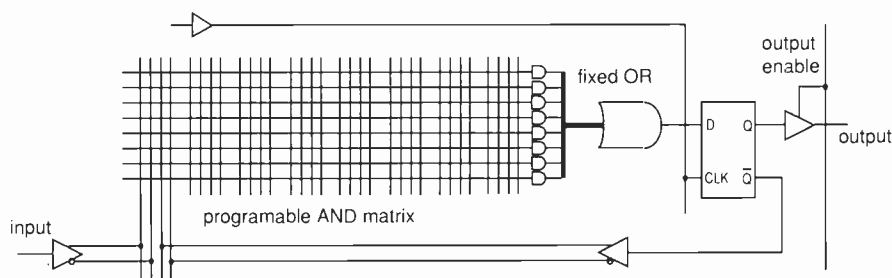 output
enable
fixed OR
D Q
output
CLK Q̅
programable AND matrix
input